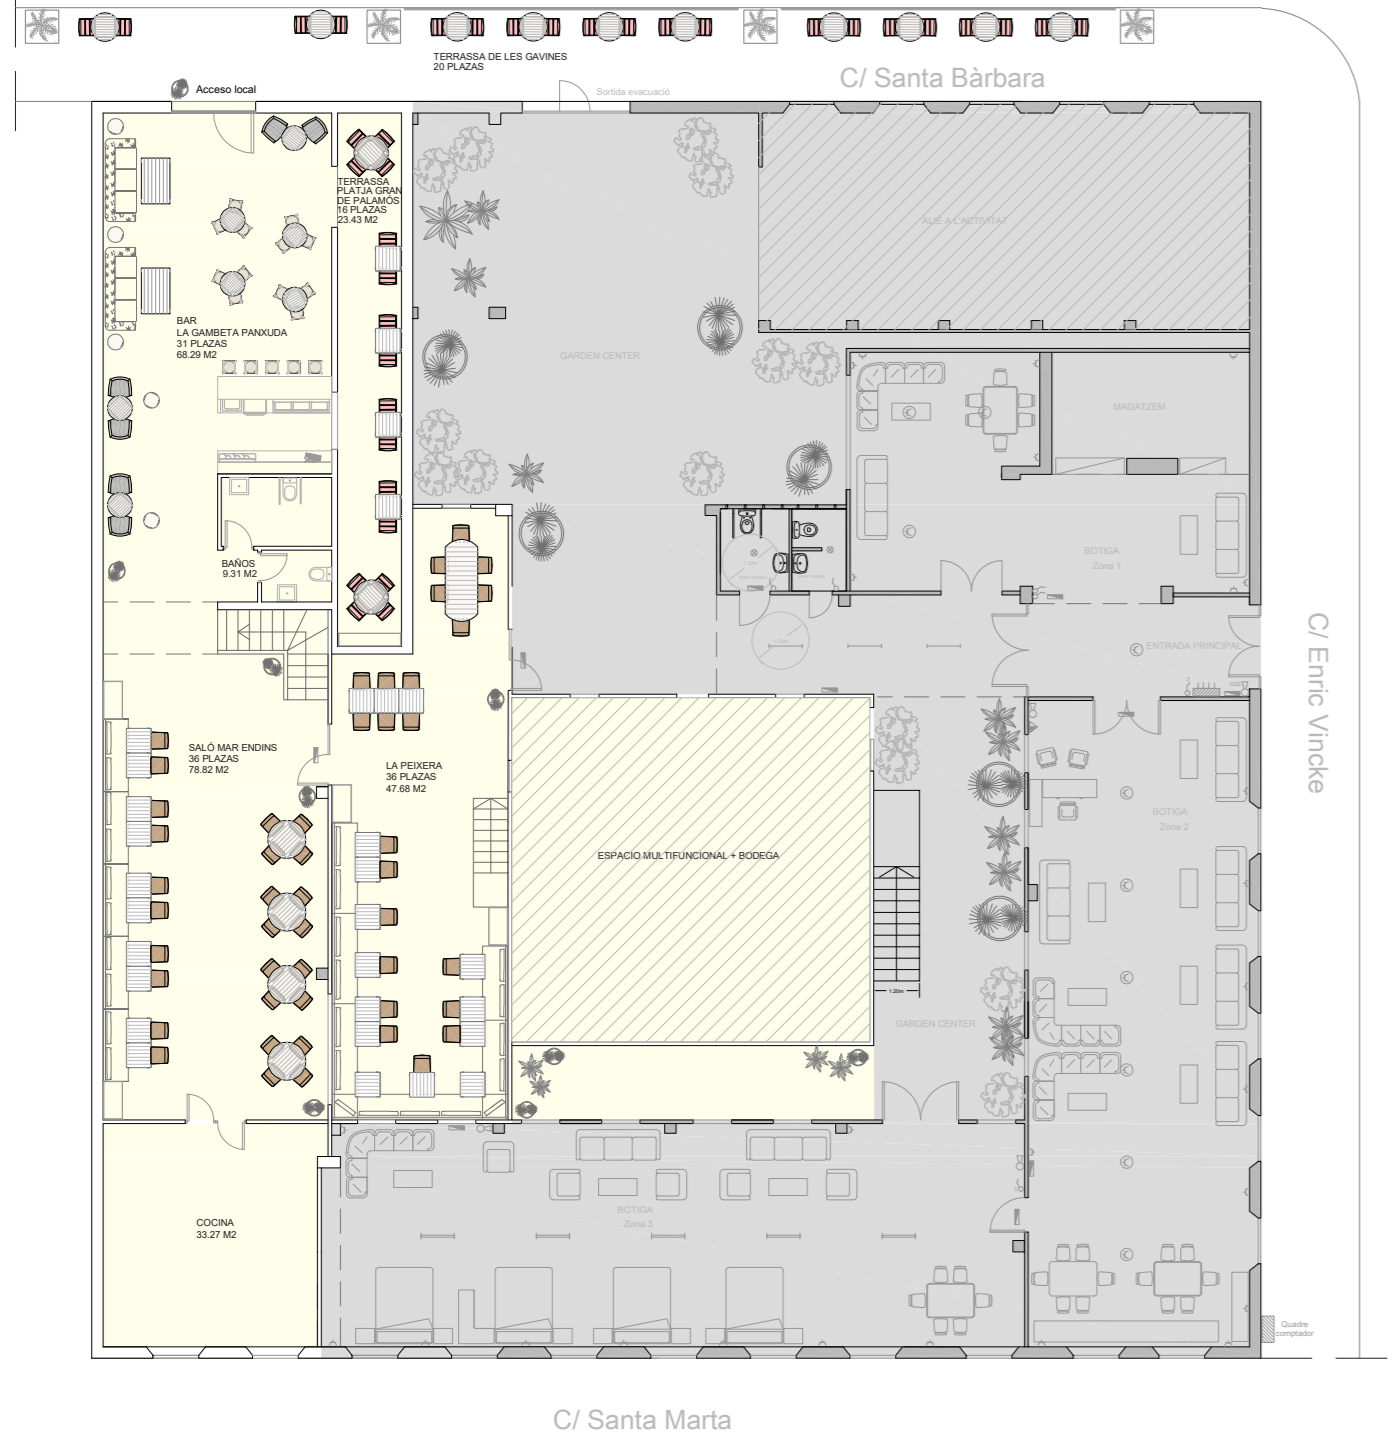 TERRASSA DE LES GAVINES
20 PLAZAS
C/ Santa Bàrbara
Acceso local
Sortida evacuació
TERRASSA
PLATJA GRAN
DE PALAMÓS
16 PLAZAS
23.43 M2
ALIÉ A L'ACTIVITAT
BAR
LA GAMBETA PANXUDA
31 PLAZAS
68.29 M2
GARDEN CENTER
MAGATZEM
BAÑOS
9.31 M2
BOTIGA
Zona 1
ENTRADA PRINCIPAL
C/ Enric Vincke
SALÓ MAR ENDINS
36 PLAZAS
78.82 M2
LA PEIXERA
36 PLAZAS
47.68 M2
BOTIGA
Zona 2
ESPACIO MULTIFUNCIONAL + BODEGA
1.20m
GARDEN CENTER
COCINA
33.27 M2
BOTIGA
Zona 3
Quadre
comptador
C/ Santa Marta